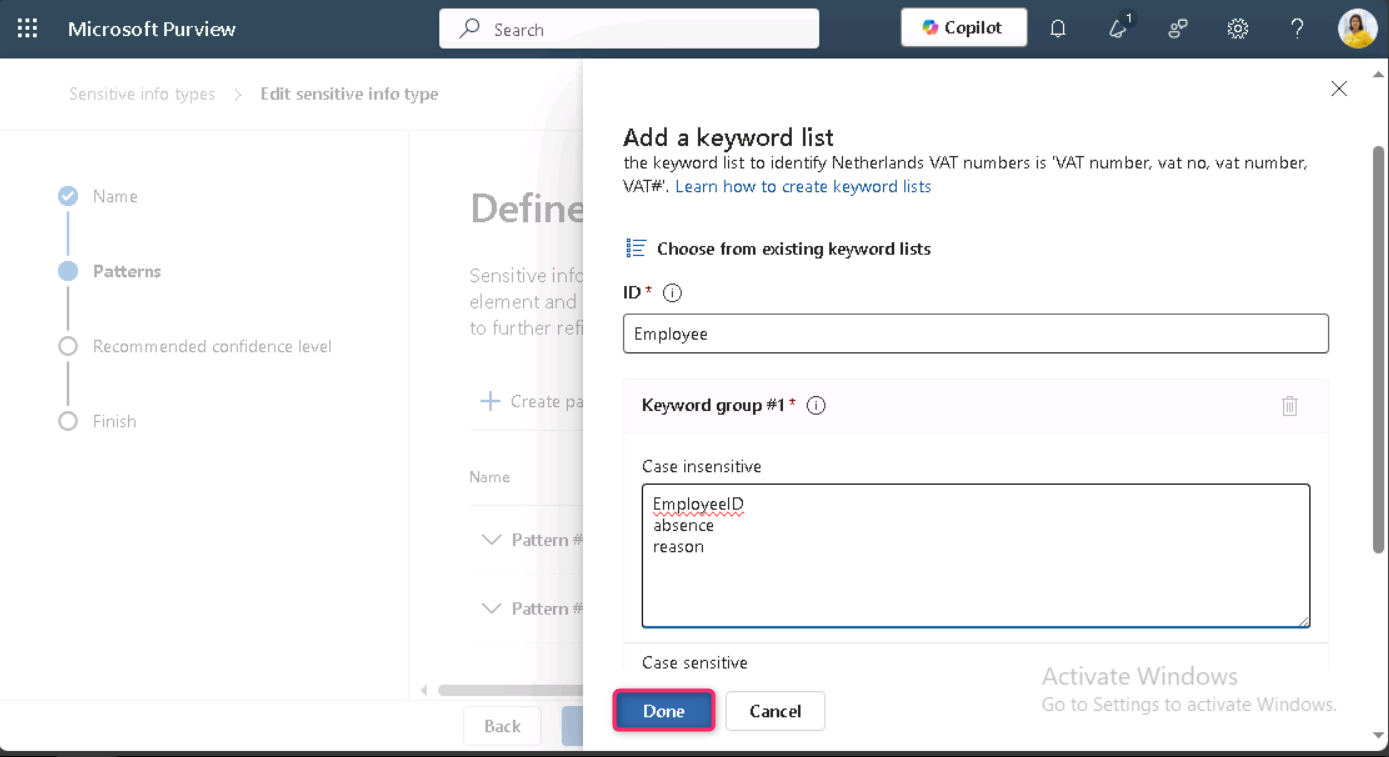 Microsoft Purview
Search
Copilot
1
?
Sensitive info types > Edit sensitive info type
Name
Patterns
Recommended confidence level
Finish
Define
Sensitive info
element and
to further refi
+ Create pa
Name
Pattern #
Pattern #
Back
Add a keyword list
the keyword list to identify Netherlands VAT numbers is 'VAT number, vat no, vat number,
VAT#'. Learn how to create keyword lists
Choose from existing keyword lists
ID *
Employee
Keyword group #1 *
Case insensitive
EmployeeID
absence
reason
Case sensitive
Done
Cancel
Activate Windows
Go to Settings to activate Windows.